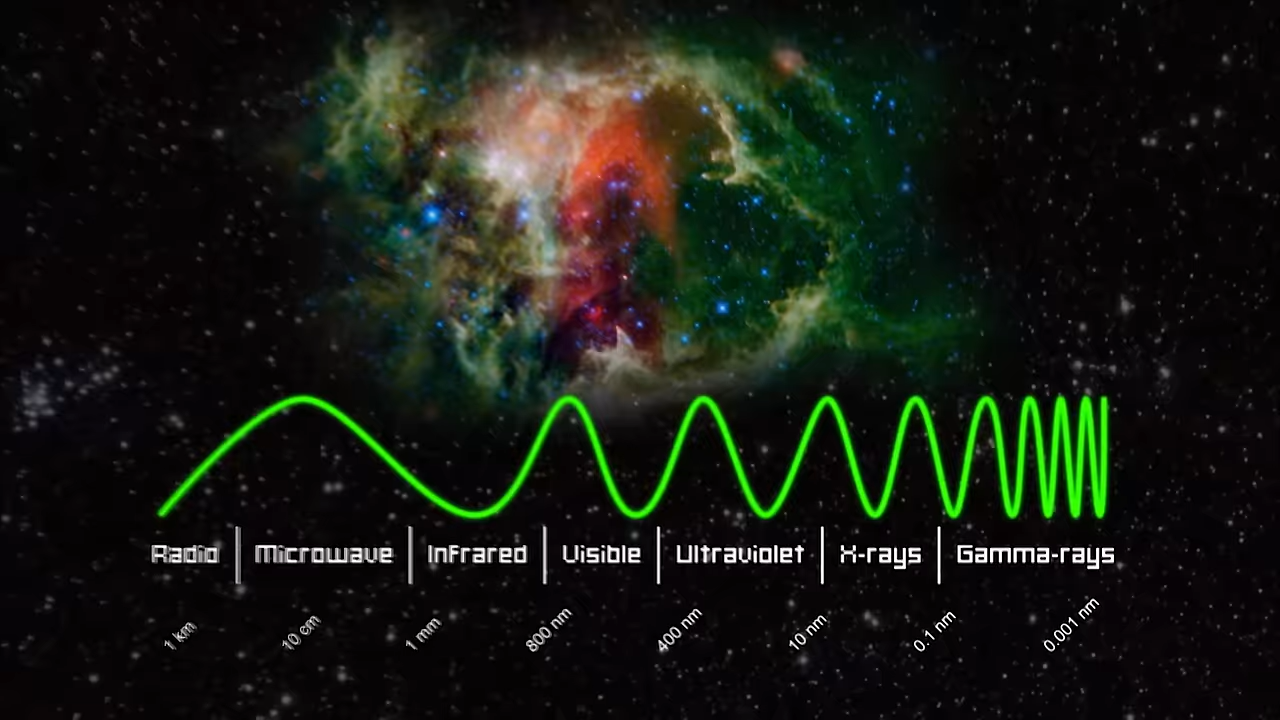 Radio Microwave Infrared Visible Ultraviolet X-rays Gamma-rays
1 km 10 cm 1 mm 800 nm 400 nm 10 nm 0.1 nm 0.001 nm